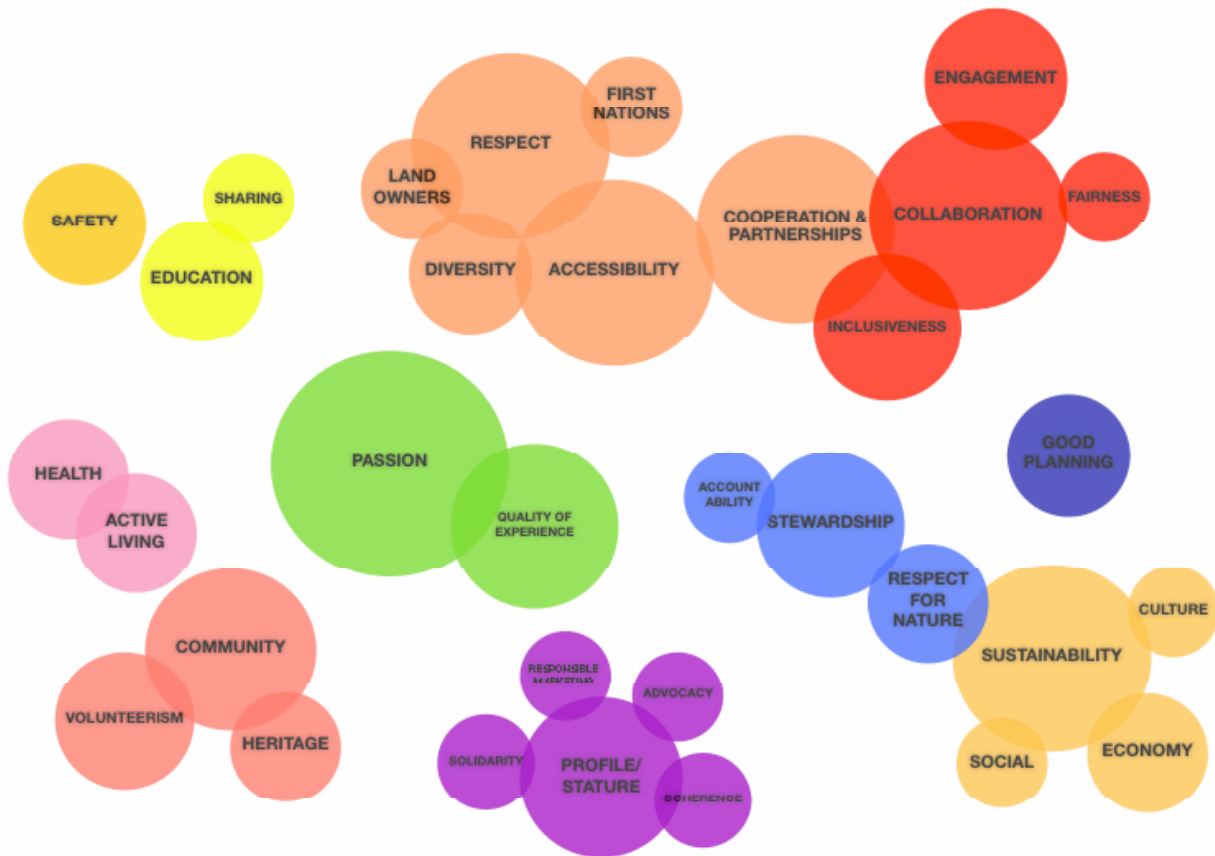 ENGAGEMENT
FIRST
NATIONS
RESPECT
LAND
OWNERS
SHARING
FAIRNESS
SAFETY
COOPERATION &
PARTNERSHIPS
COLLABORATION
EDUCATION
DIVERSITY
ACCESSIBILITY
INCLUSIVENESS
PASSION
GOOD
PLANNING
HEALTH
ACTIVE
LIVING
QUALITY OF
EXPERIENCE
ACCOUNT
ABILITY
STEWARDSHIP
RESPECT
FOR
NATURE
CULTURE
COMMUNITY
SUSTAINABILITY
RESPONSIBLE
MARKETING
ADVOCACY
VOLUNTEERISM
HERITAGE
SOLIDARITY
PROFILE/
STATURE
SOCIAL
ECONOMY
COHERENCE